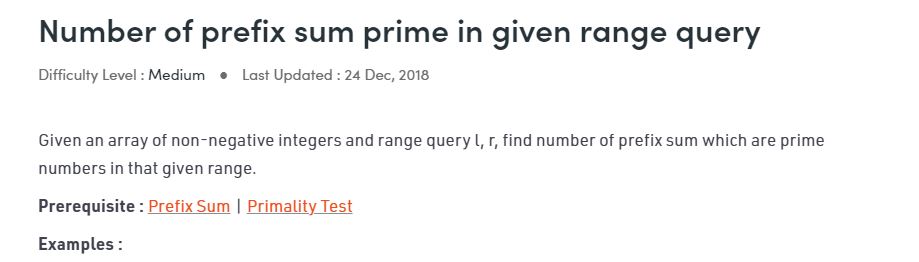 Number of prefix sum prime in given range query
Difficulty Level : Medium ● Last Updated : 24 Dec, 2018
Given an array of non-negative integers and range query l, r, find number of prefix sum which are prime
numbers in that given range.
Prerequisite : Prefix Sum | Primality Test
Examples :